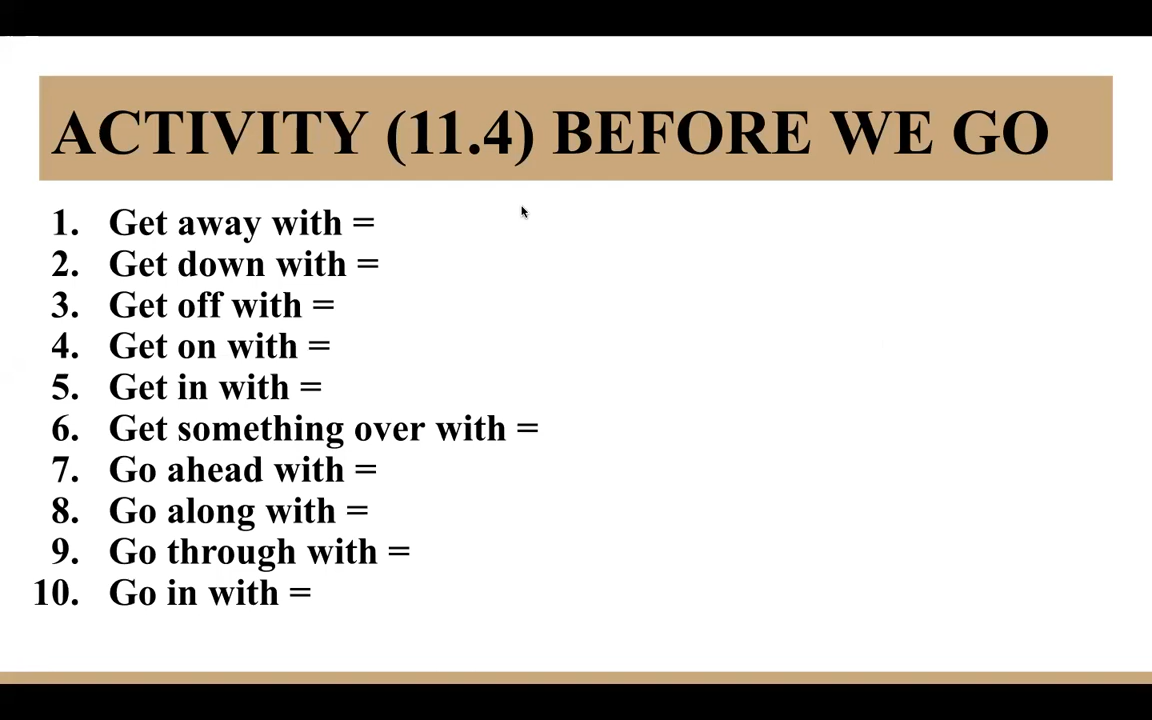 ACTIVITY (11.4) BEFORE WE GO
1. Get away with =
2. Get down with =
3. Get off with =
4. Get on with =
5. Get in with =
6. Get something over with =
7. Go ahead with =
8. Go along with =
9. Go through with =
10. Go in with =